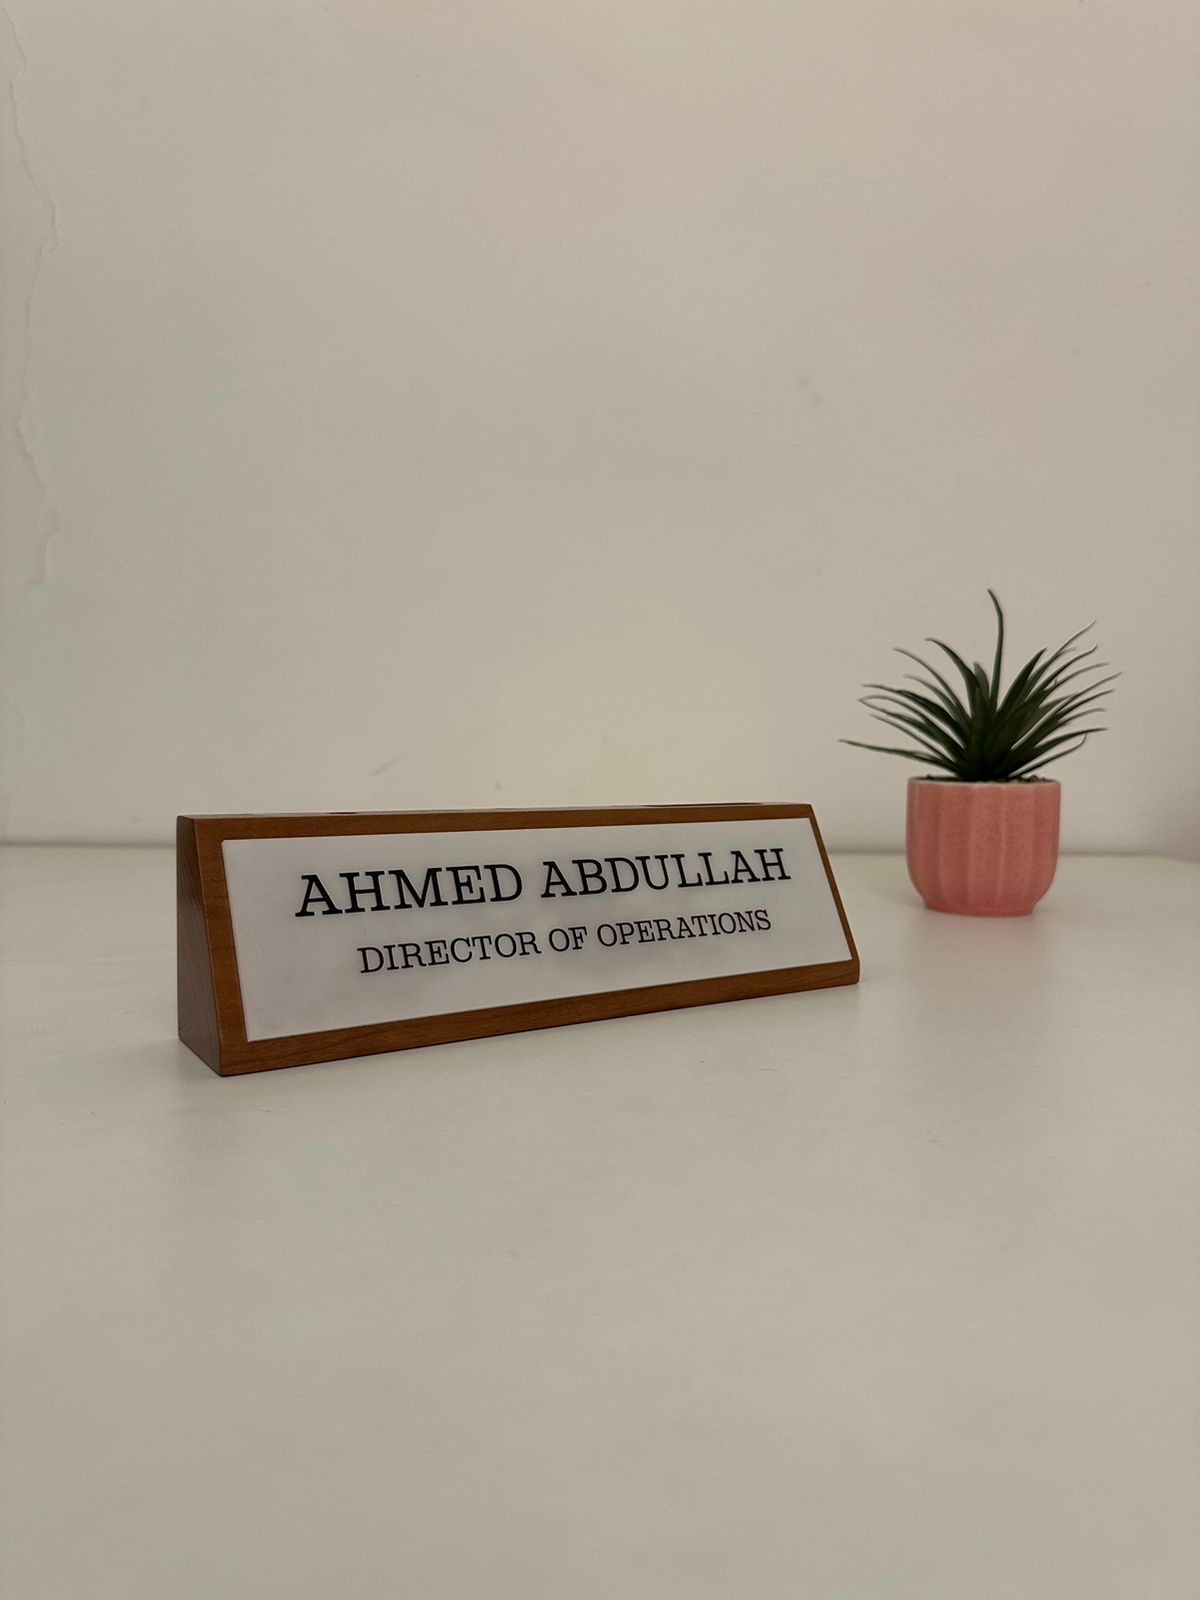 AHMED ABDULLAH
DIRECTOR OF OPERATIONS